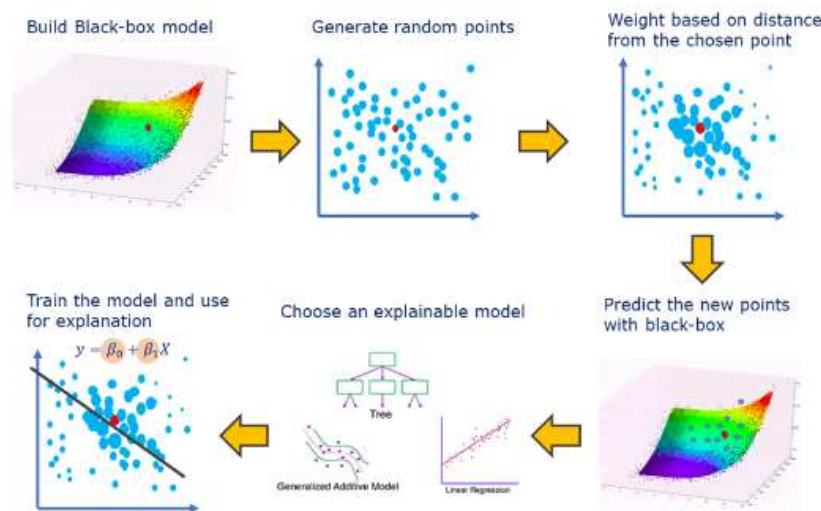 Build Black-box model
Generate random points
Weight based on distance
from the chosen point
Predict the new points
with black-box
Choose an explainable model
Tree
Generalized Additive Model
Linear Regression
Train the model and use
for explanation
y = β₀ + β₁X